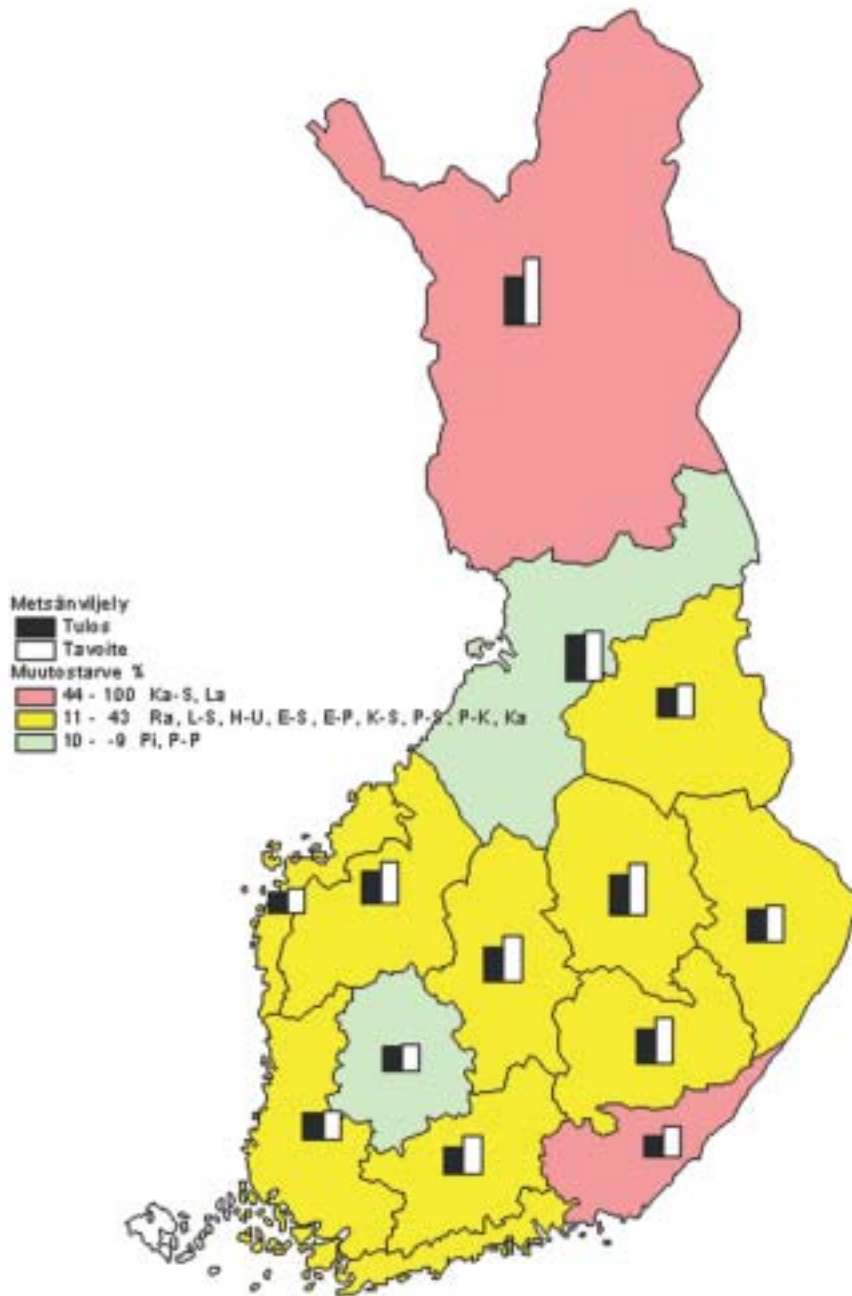 Metsänviljely
Tulos
Tavoite
Muutostarve %
44 - 100 Ka-S, La
11 - 43 Ra, L-S, H-U, E-S, E-P, K-S, P-S, P-K, Ka
10 - -9 Pi, P-P